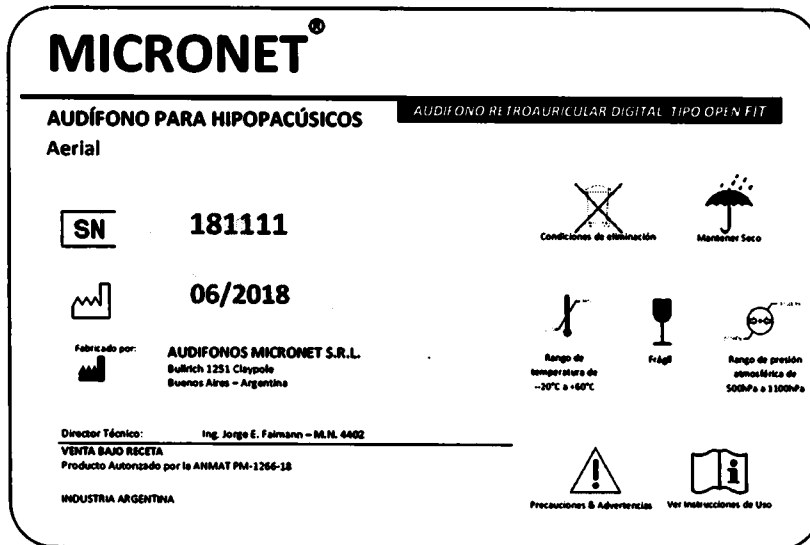 MICRONET®
AUDÍFONO PARA HIPOPACÚSICOS
AUDIFONO RETROAURICULAR DIGITAL TIPO OPEN FIT
Aerial
SN 181111
Condiciones de eliminación
Mantener Seco
06/2018
Fabricado por:
AUDIFONOS MICRONET S.R.L.
Bullrich 1251 Claypole
Buenos Aires – Argentina
Rango de temperatura de
--20°C a +60°C
Frágil
Rango de presión
atmosférica de
500hPa a 1100hPa
Director Técnico: Ing. Jorge E. Faimann – M.N. 4402
VENTA BAJO RECETA
Producto Autorizado por la ANMAT PM-1266-18
INDUSTRIA ARGENTINA
Precauciones & Advertencias
Ver Instrucciones de Uso